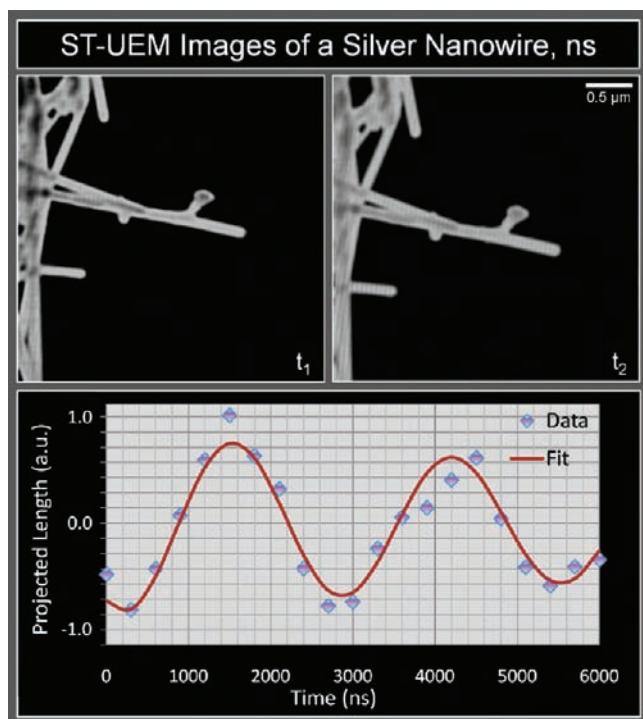 ST-UEM Images of a Silver Nanowire, ns
0.5 µm
t₁
t₂
Projected Length (a.u.)
1.0
0.0
-1.0
Data
Fit
0 1000 2000 3000 4000 5000 6000
Time (ns)